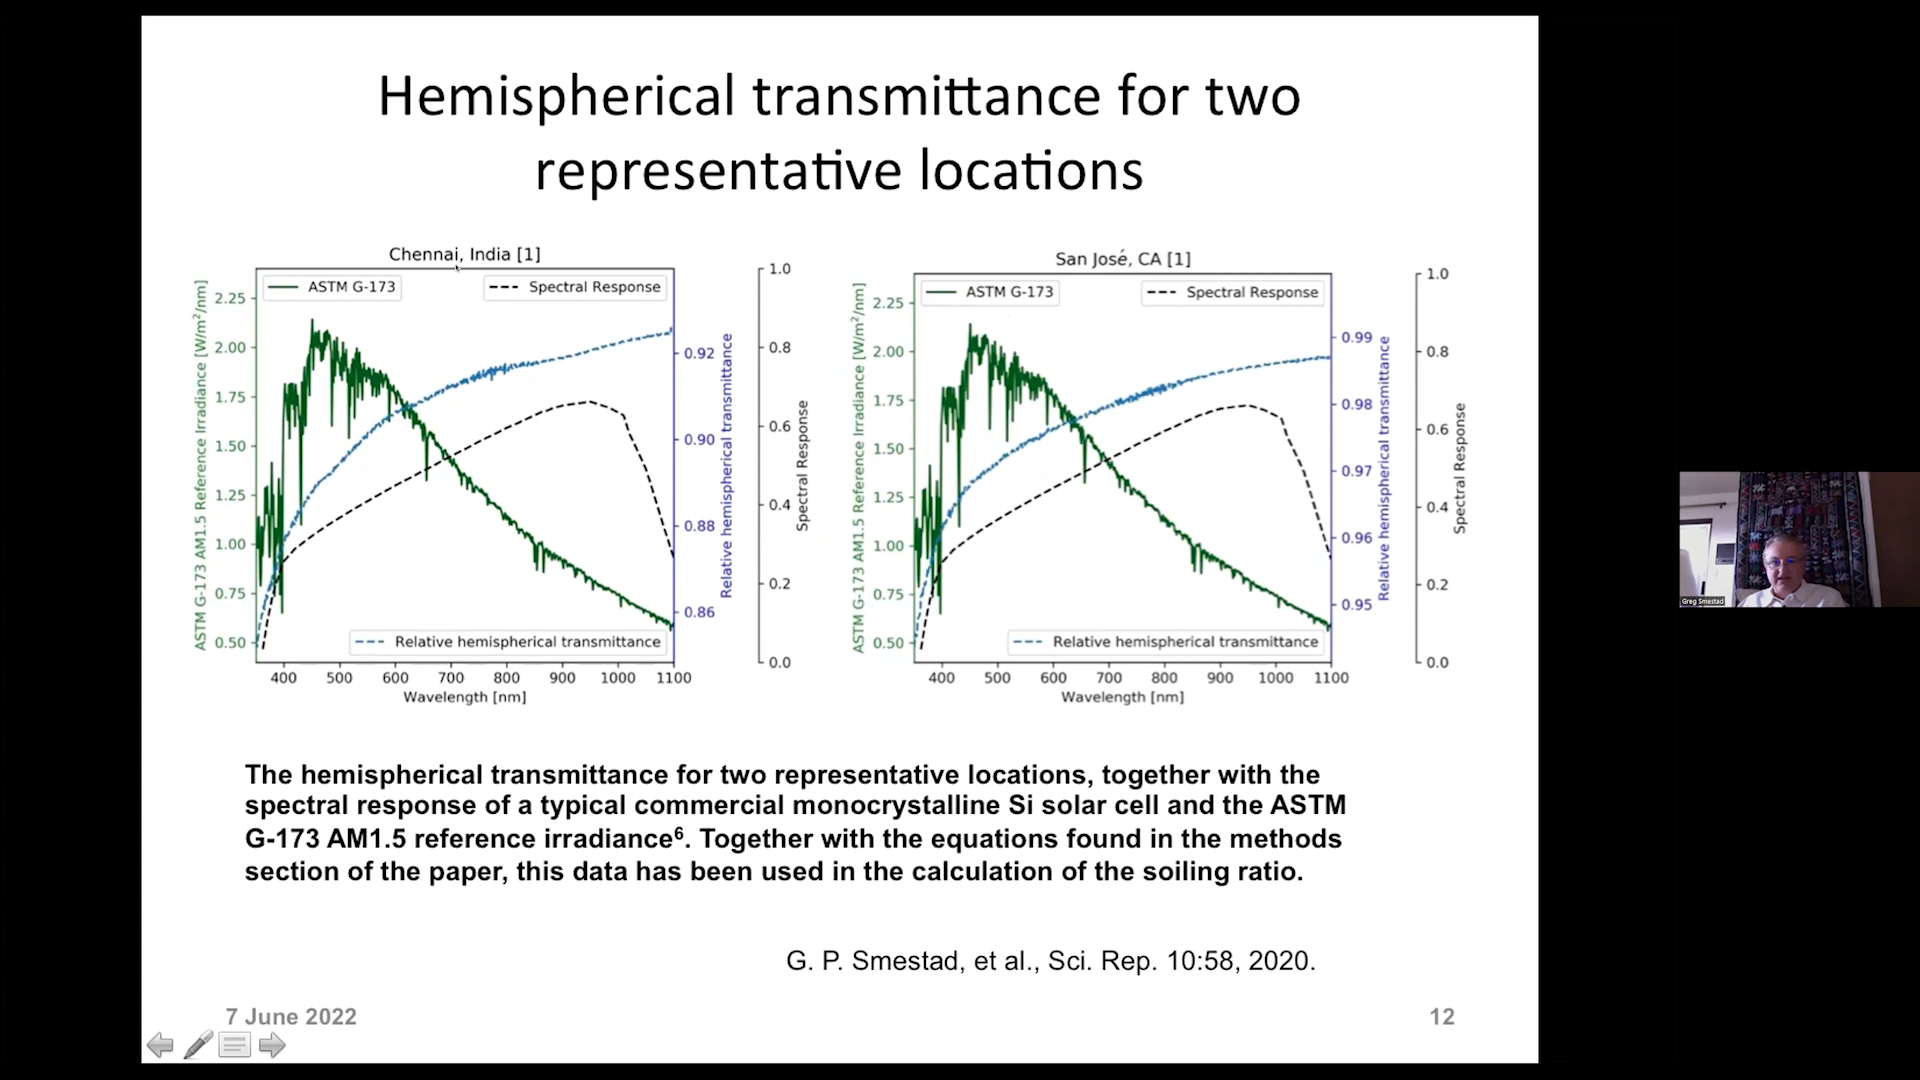 Hemispherical transmittance for two
representative locations
Chennai, India [1]
ASTM G-173
Spectral Response
ASTM G-173 AM1.5 Reference Irradiance [W/m²/nm]
2.25
2.00
1.75
1.50
1.25
1.00
0.75
0.50
0.92
0.90
0.88
0.86
Relative hemispherical transmittance
1.0
0.8
0.6
0.4
0.2
0.0
Spectral Response
Relative hemispherical transmittance
400 500 600 700 800 900 1000 1100
Wavelength [nm]
San José, CA [1]
ASTM G-173
Spectral Response
ASTM G-173 AM1.5 Reference Irradiance [W/m²/nm]
2.25
2.00
1.75
1.50
1.25
1.00
0.75
0.50
0.99
0.98
0.97
0.96
0.95
Relative hemispherical transmittance
1.0
0.8
0.6
0.4
0.2
0.0
Spectral Response
Relative hemispherical transmittance
400 500 600 700 800 900 1000 1100
Wavelength [nm]
The hemispherical transmittance for two representative locations, together with the
spectral response of a typical commercial monocrystalline Si solar cell and the ASTM
G-173 AM1.5 reference irradiance⁶. Together with the equations found in the methods
section of the paper, this data has been used in the calculation of the soiling ratio.
G. P. Smestad, et al., Sci. Rep. 10:58, 2020.
7 June 2022
12
Greg Smestad